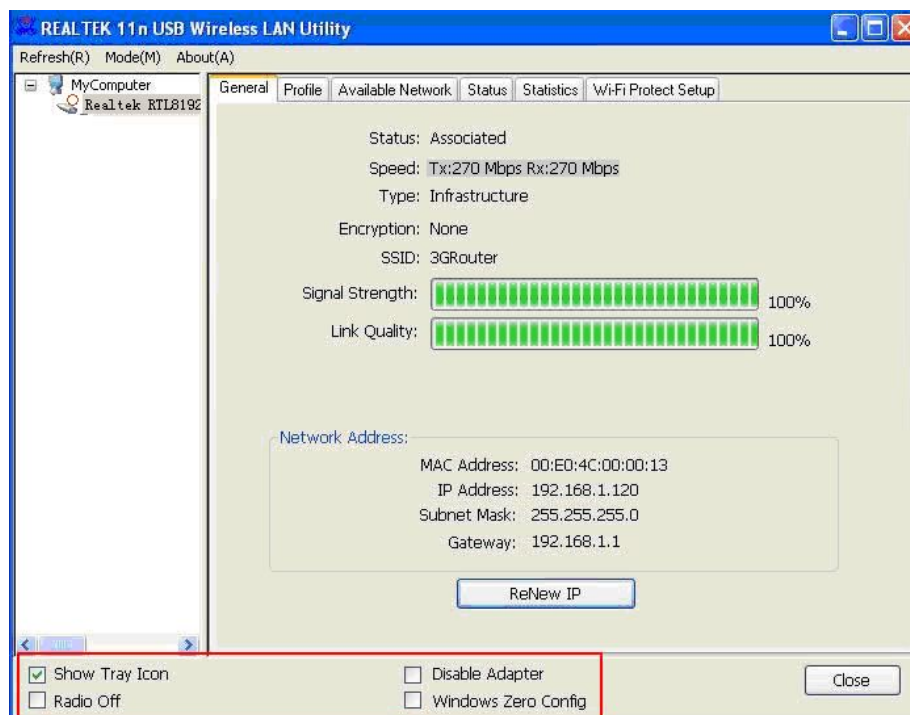 REALTEK 11n USB Wireless LAN Utility
Refresh(R) Mode(M) About(A)
MyComputer
Realtek RTL8192
General Profile Available Network Status Statistics Wi-Fi Protect Setup
Status: Associated
Speed: Tx:270 Mbps Rx:270 Mbps
Type: Infrastructure
Encryption: None
SSID: 3GRouter
Signal Strength: 100%
Link Quality: 100%
Network Address:
MAC Address: 00:E0:4C:00:00:13
IP Address: 192.168.1.120
Subnet Mask: 255.255.255.0
Gateway: 192.168.1.1
ReNew IP
Show Tray Icon
Radio Off
Disable Adapter
Windows Zero Config
Close